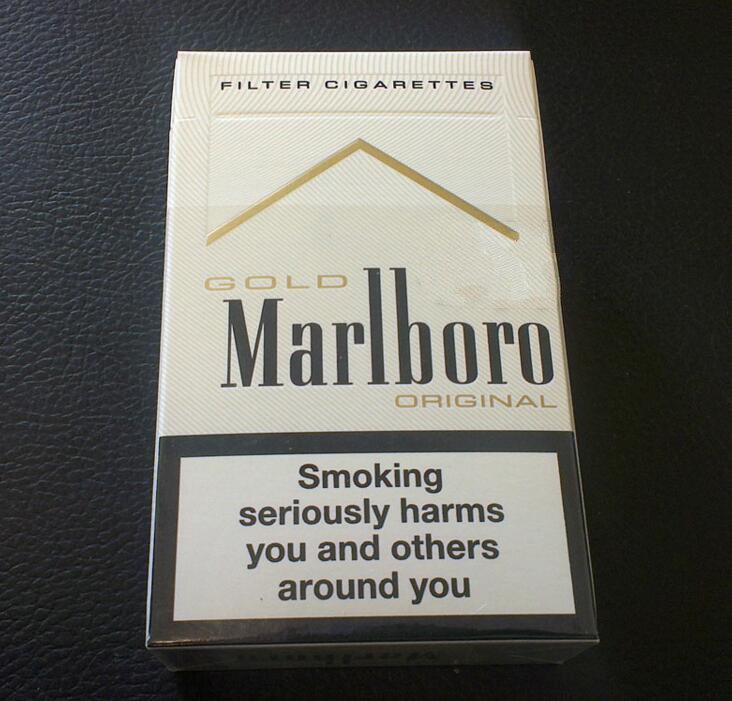 FILTER CIGARETTES
GOLD
Marlboro
ORIGINAL
Smoking
seriously harms
you and others
around you